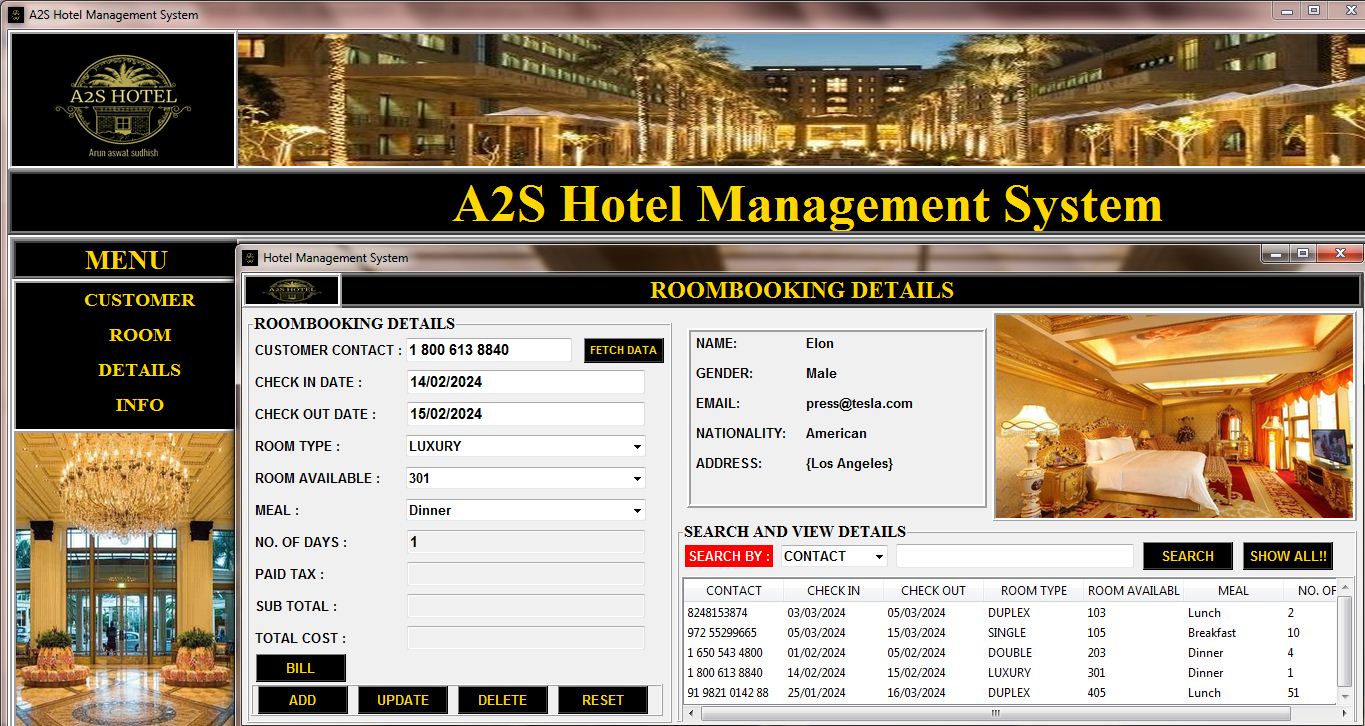 A2S Hotel Management System
A2S HOTEL
Arun aswat sudhish
A2S Hotel Management System
MENU
CUSTOMER
ROOM
DETAILS
INFO
Hotel Management System
A2S HOTEL
ROOMBOOKING DETAILS
ROOMBOOKING DETAILS
CUSTOMER CONTACT : 1 800 613 8840 FETCH DATA
CHECK IN DATE : 14/02/2024
CHECK OUT DATE : 15/02/2024
ROOM TYPE : LUXURY
ROOM AVAILABLE : 301
MEAL : Dinner
NO. OF DAYS : 1
PAID TAX :
SUB TOTAL :
TOTAL COST :
BILL
ADD UPDATE DELETE RESET
NAME: Elon
GENDER: Male
EMAIL: press@tesla.com
NATIONALITY: American
ADDRESS: {Los Angeles}
SEARCH AND VIEW DETAILS
SEARCH BY : CONTACT SEARCH SHOW ALL!!
CONTACT CHECK IN CHECK OUT ROOM TYPE ROOM AVAILABL MEAL NO. OF
8248153874 03/03/2024 05/03/2024 DUPLEX 103 Lunch 2
972 55299665 05/03/2024 15/03/2024 SINGLE 105 Breakfast 10
1 650 543 4800 01/02/2024 05/02/2024 DOUBLE 203 Dinner 4
1 800 613 8840 14/02/2024 15/02/2024 LUXURY 301 Dinner 1
91 9821 0142 88 25/01/2024 16/03/2024 DUPLEX 405 Lunch 51